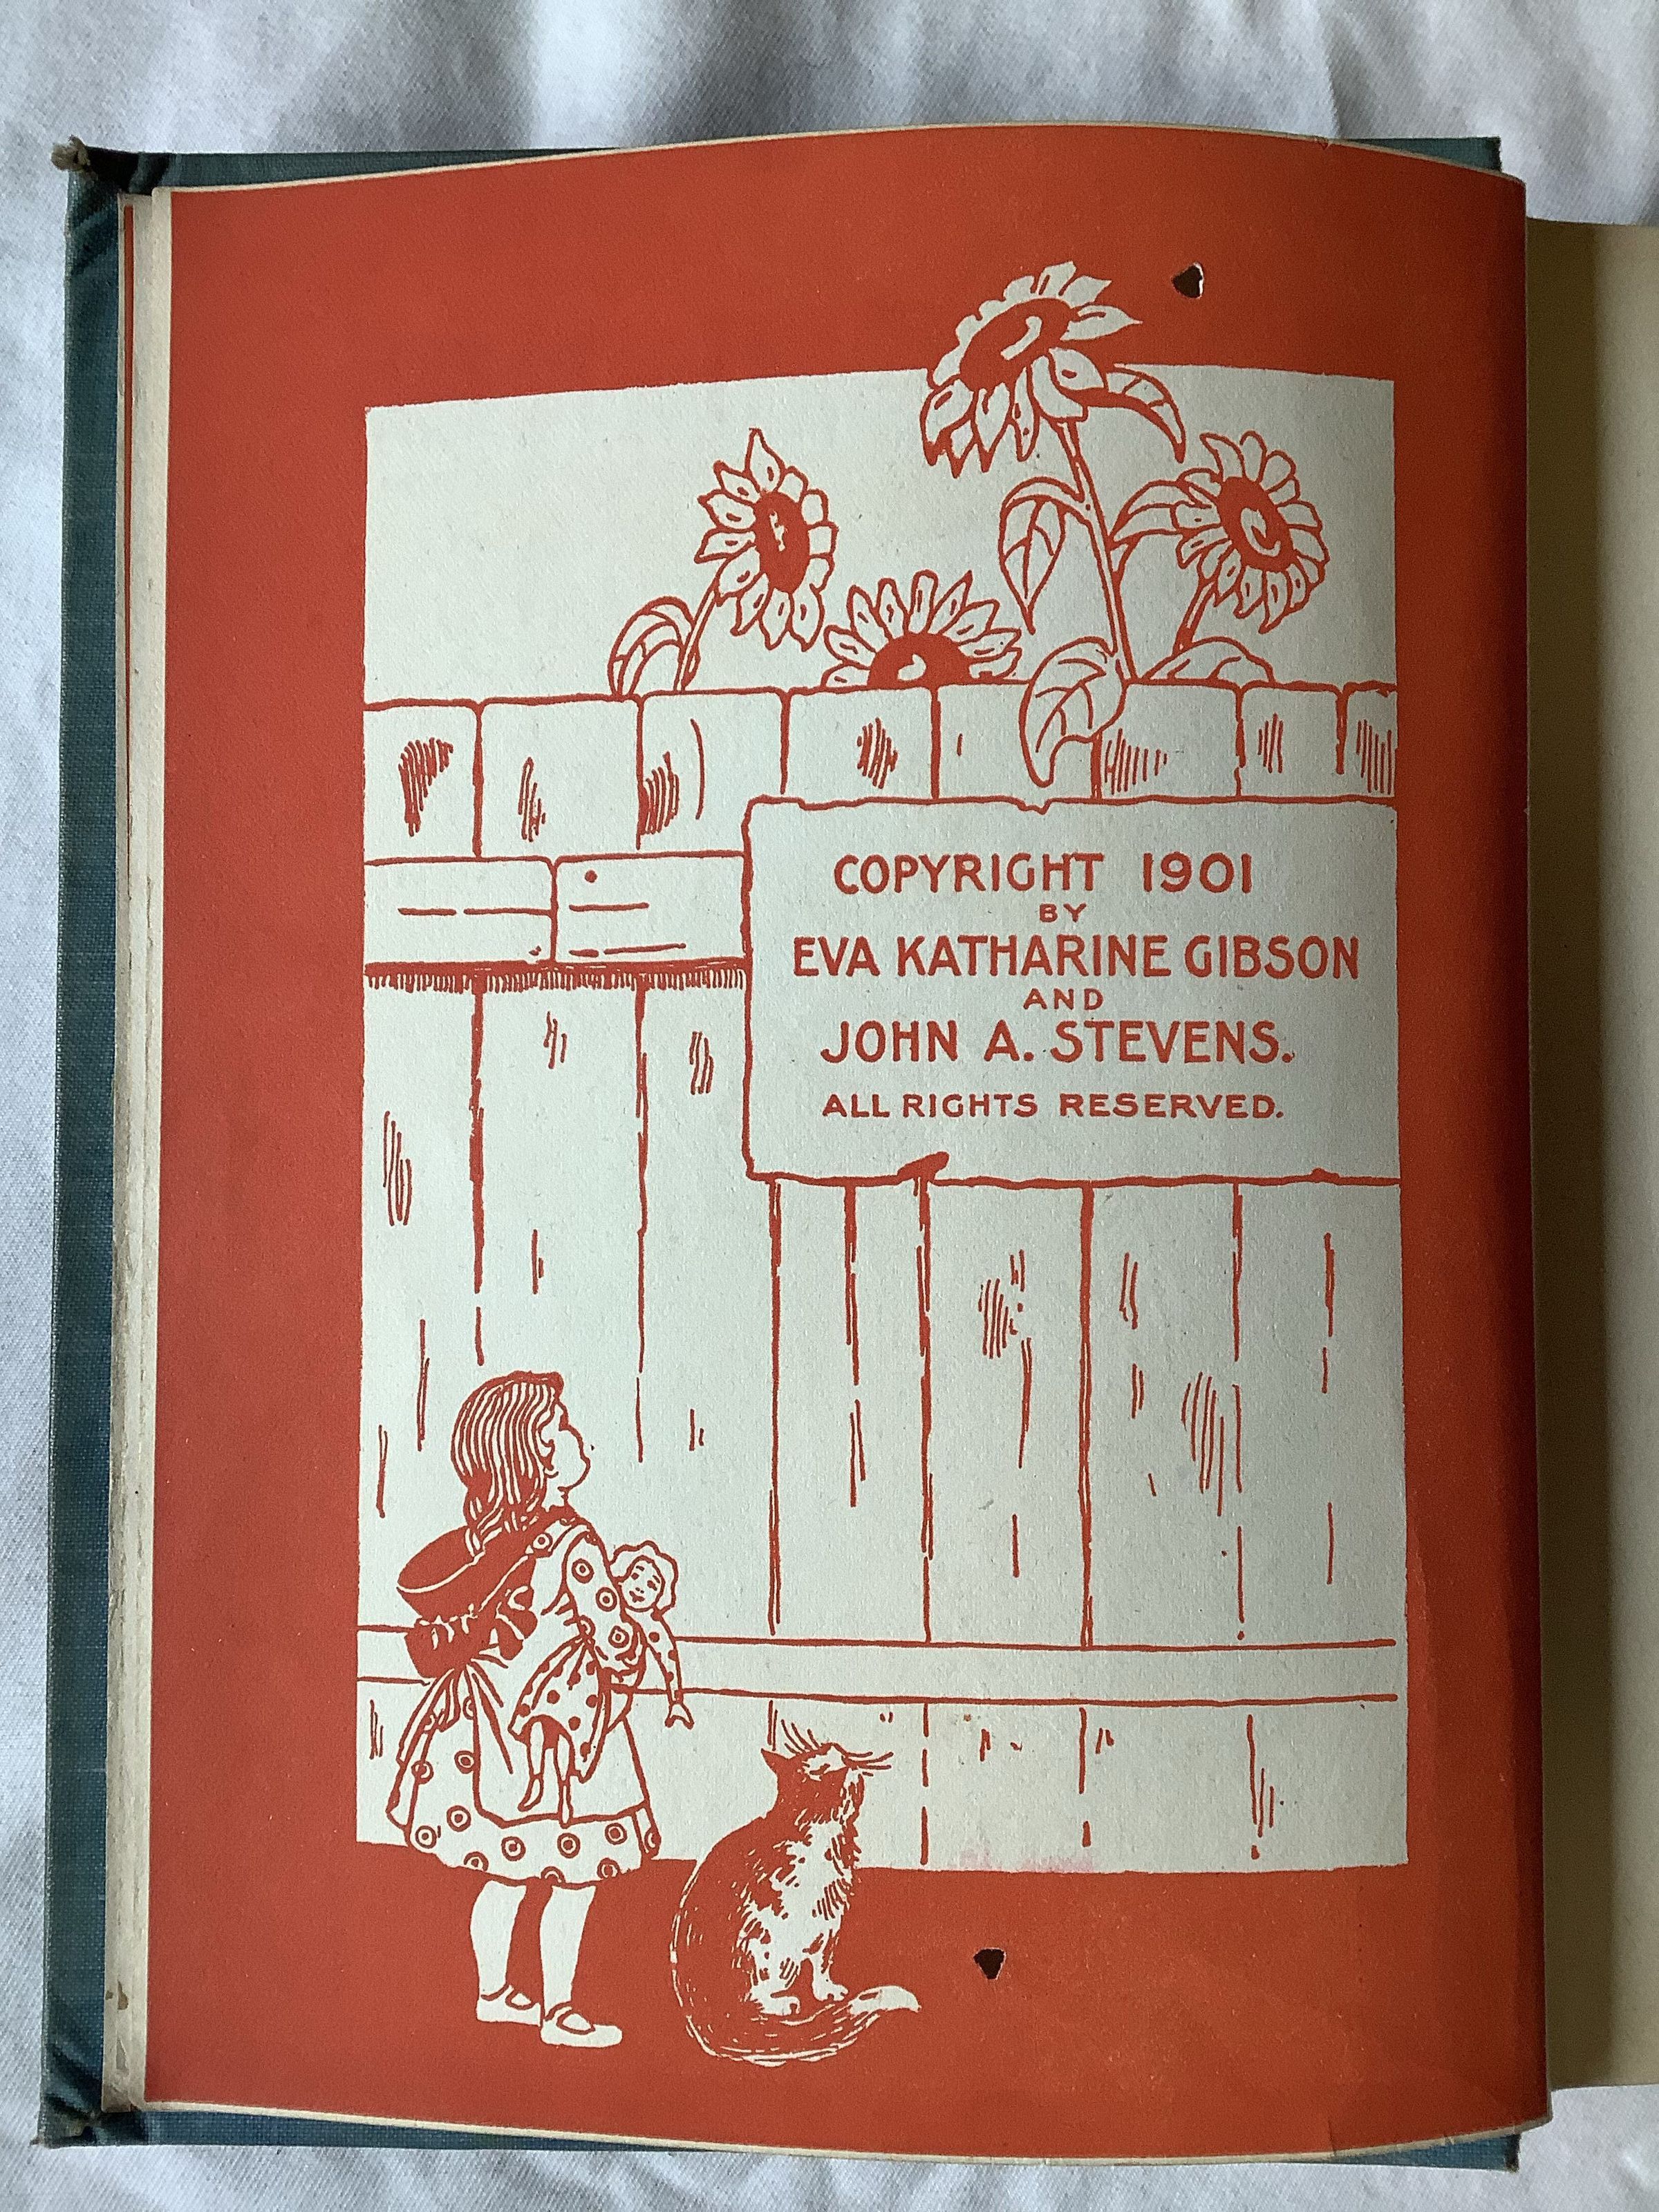 COPYRIGHT 1901
BY
EVA KATHARINE GIBSON
AND
JOHN A. STEVENS.
ALL RIGHTS RESERVED.